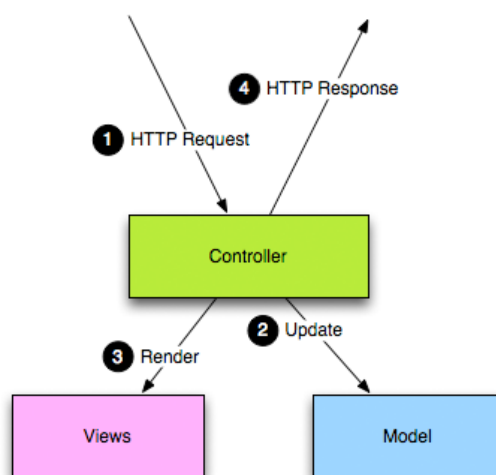 4 HTTP Response
1 HTTP Request
Controller
2 Update
3 Render
Views
Model